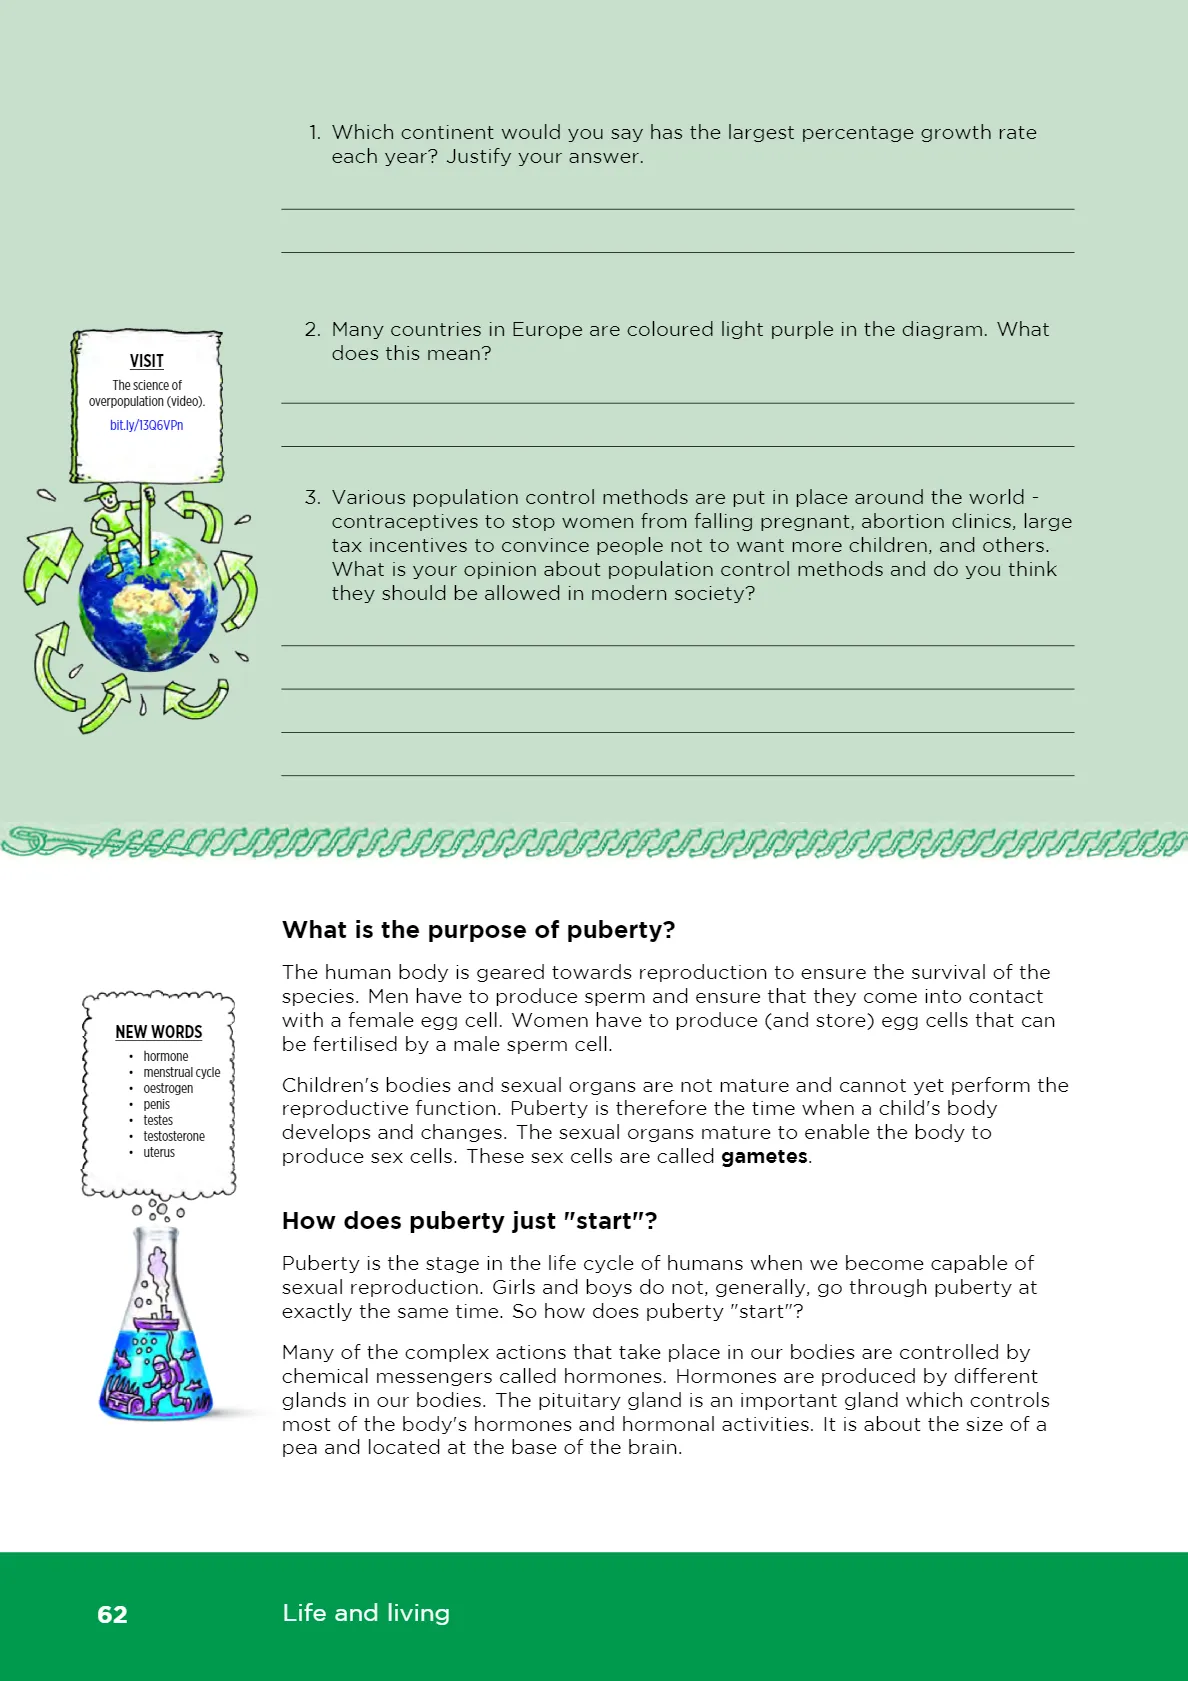 1. Which continent would you say has the largest percentage growth rate
each year? Justify your answer.
2. Many countries in Europe are coloured light purple in the diagram. What
does this mean?
VISIT
The science of
overpopulation (video).
bit.ly/13Q6VPn
3. Various population control methods are put in place around the world -
contraceptives to stop women from falling pregnant, abortion clinics, large
tax incentives to convince people not to want more children, and others.
What is your opinion about population control methods and do you think
they should be allowed in modern society?
What is the purpose of puberty?
The human body is geared towards reproduction to ensure the survival of the
species. Men have to produce sperm and ensure that they come into contact
with a female egg cell. Women have to produce (and store) egg cells that can
be fertilised by a male sperm cell.
NEW WORDS
• hormone
• menstrual cycle
• oestrogen
• penis
• testes
• testosterone
• uterus
Children's bodies and sexual organs are not mature and cannot yet perform the
reproductive function. Puberty is therefore the time when a child's body
develops and changes. The sexual organs mature to enable the body to
produce sex cells. These sex cells are called gametes.
How does puberty just "start"?
Puberty is the stage in the life cycle of humans when we become capable of
sexual reproduction. Girls and boys do not, generally, go through puberty at
exactly the same time. So how does puberty "start"?
Many of the complex actions that take place in our bodies are controlled by
chemical messengers called hormones. Hormones are produced by different
glands in our bodies. The pituitary gland is an important gland which controls
most of the body's hormones and hormonal activities. It is about the size of a
pea and located at the base of the brain.
62
Life and living